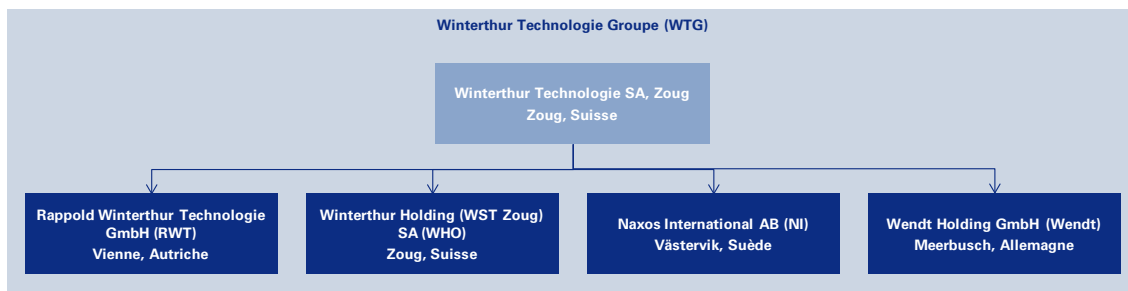 Winterthur Technologie Groupe (WTG)
Winterthur Technologie SA, Zoug
Zoug, Suisse
Rappold Winterthur Technologie
GmbH (RWT)
Vienne, Autriche
Winterthur Holding (WST Zoug)
SA (WHO)
Zoug, Suisse
Naxos International AB (NI)
Västervik, Suède
Wendt Holding GmbH (Wendt)
Meerbusch, Allemagne